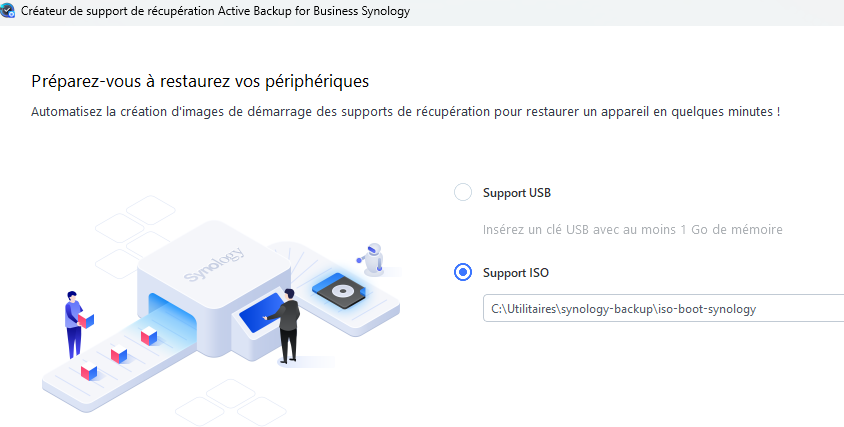 Créateur de support de récupération Active Backup for Business Synology
Préparez-vous à restaurez vos périphériques
Automatisez la création d'images de démarrage des supports de récupération pour restaurer un appareil en quelques minutes !
Support USB
Insérez un clé USB avec au moins 1 Go de mémoire
Synology
Support ISO
C:\Utilitaires\synology-backup\iso-boot-synology